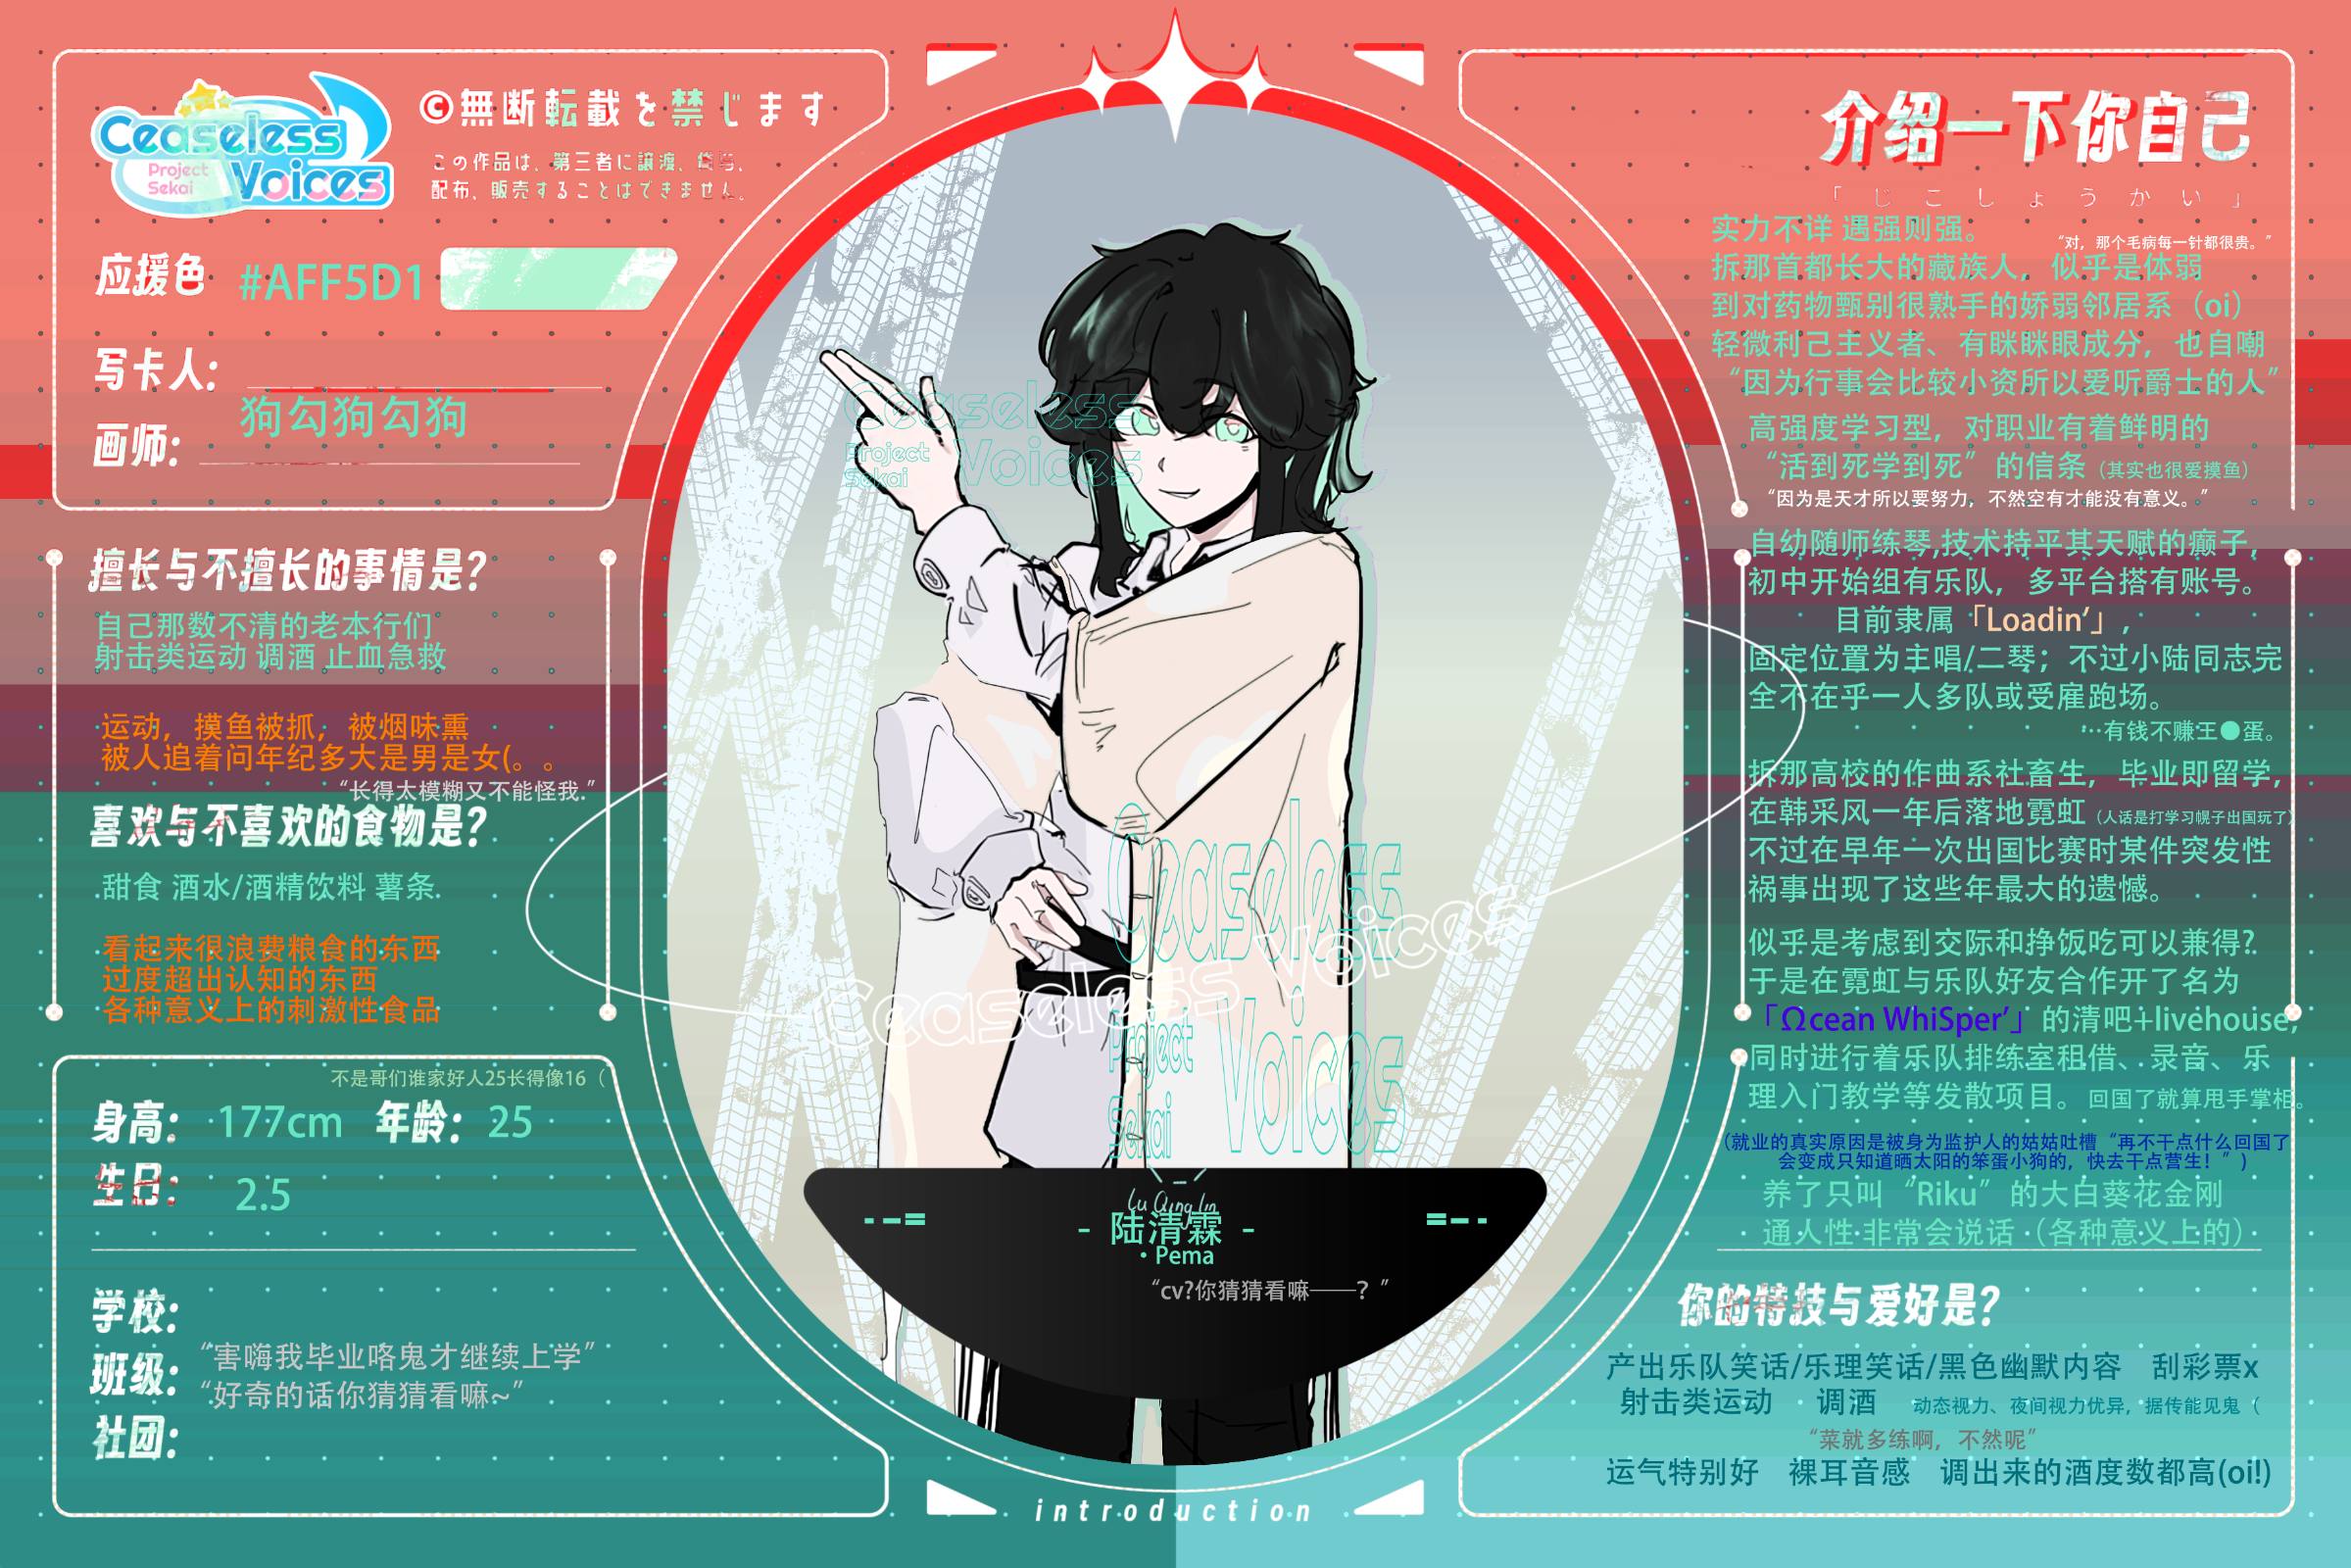 Ceaseless
Voices
Project
Sekai
©無断転載を禁じます
この作品は、第三者に譲渡、貸与、
配布、販売することはできません。
应援色 #AFF5D1
写卡人:
狗勾狗勾狗
画师:
擅长与不擅长的事情是?
自己那数不清的老本行们
射击类运动 调酒 止血急救
运动，摸鱼被抓，被烟味熏
被人追着问年纪多大是男是女(。。
“长得太模糊又不能怪我.”
喜欢与不喜欢的食物是?
甜食 酒水/酒精饮料 薯条
看起来很浪费粮食的东西
过度超出认知的东西
各种意义上的刺激性食品
不是哥们谁家好人25长得像16（
身高: 177cm 年龄: 25
生日: 2.5
学校:
班级:
社团:
“害嗨我毕业咯鬼才继续上学”
“好奇的话你猜猜看嘛~”
Ceaseless
Project
Sekai
Voices
Ceaseless
Project
Sekai
Voices
Ceaseless Voices
Lu Qing lin
- 陆清霖 -
·Pema
“cv?你猜猜看嘛——？”
introduction
介绍一下你自己
「じこしょうかい」
实力不详 遇强则强。
“对，那个毛病每一针都很贵。”
拆那首都长大的藏族人，似乎是体弱
到对药物甄别很熟手的娇弱邻居系（oi）
轻微利己主义者、有眯眯眼成分，也自嘲
“因为行事会比较小资所以爱听爵士的人”
高强度学习型，对职业有着鲜明的
“活到死学到死”的信条（其实也很爱摸鱼）
“因为是天才所以要努力，不然空有才能没有意义。”
自幼随师练琴,技术持平其天赋的癫子，
初中开始组有乐队，多平台搭有账号。
目前隶属「Loadin‘」，
固定位置为主唱/二琴；不过小陆同志完
全不在乎一人多队或受雇跑场。
…有钱不赚王●蛋。
拆那高校的作曲系社畜生，毕业即留学，
在韩采风一年后落地霓虹（人话是打学习幌子出国玩了）
不过在早年一次出国比赛时某件突发性
祸事出现了这些年最大的遗憾。
似乎是考虑到交际和挣饭吃可以兼得?
于是在霓虹与乐队好友合作开了名为
「Ωcean WhiSper‘」的清吧+livehouse,
同时进行着乐队排练室租借、录音、乐
理入门教学等发散项目。回国了就算甩手掌柜。
（就业的真实原因是被身为监护人的姑姑吐槽“再不干点什么回国了
会变成只知道晒太阳的笨蛋小狗的，快去干点营生！”）
养了只叫“Riku”的大白葵花金刚
通人性 非常会说话（各种意义上的）
你的特技与爱好是?
产出乐队笑话/乐理笑话/黑色幽默内容 刮彩票x
射击类运动 调酒 动态视力、夜间视力优异，据传能见鬼（
“菜就多练啊，不然呢”
运气特别好 裸耳音感 调出来的酒度数都高(oi!)